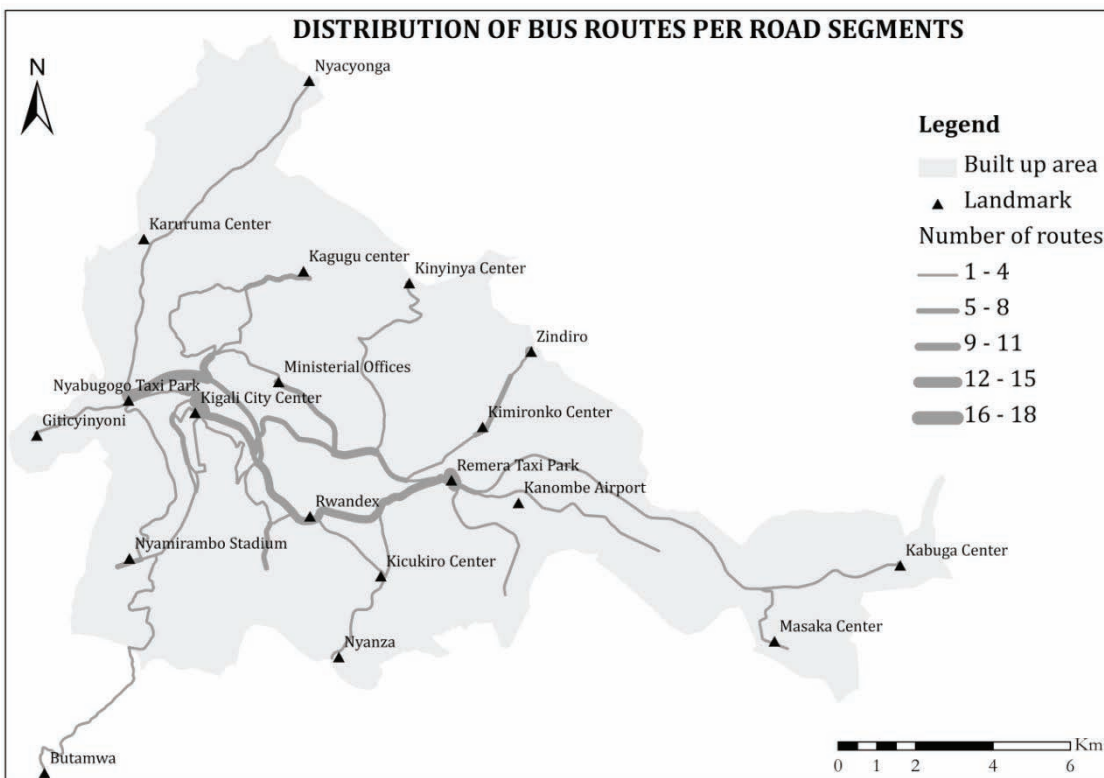 DISTRIBUTION OF BUS ROUTES PER ROAD SEGMENTS
N
Nyacyonga
Legend
Built up area
Landmark
Number of routes
1 - 4
5 - 8
9 - 11
12 - 15
16 - 18
Karuruma Center
Kagugu center
Kinyinya Center
Zindiro
Ministerial Offices
Nyabugogo Taxi Park
Kigali City Center
Giticyinyoni
Kimironko Center
Remera Taxi Park
Kanombe Airport
Rwandex
Nyamirambo Stadium
Kicukiro Center
Kabuga Center
Masaka Center
Nyanza
Butamwa
Km
0 1 2 4 6